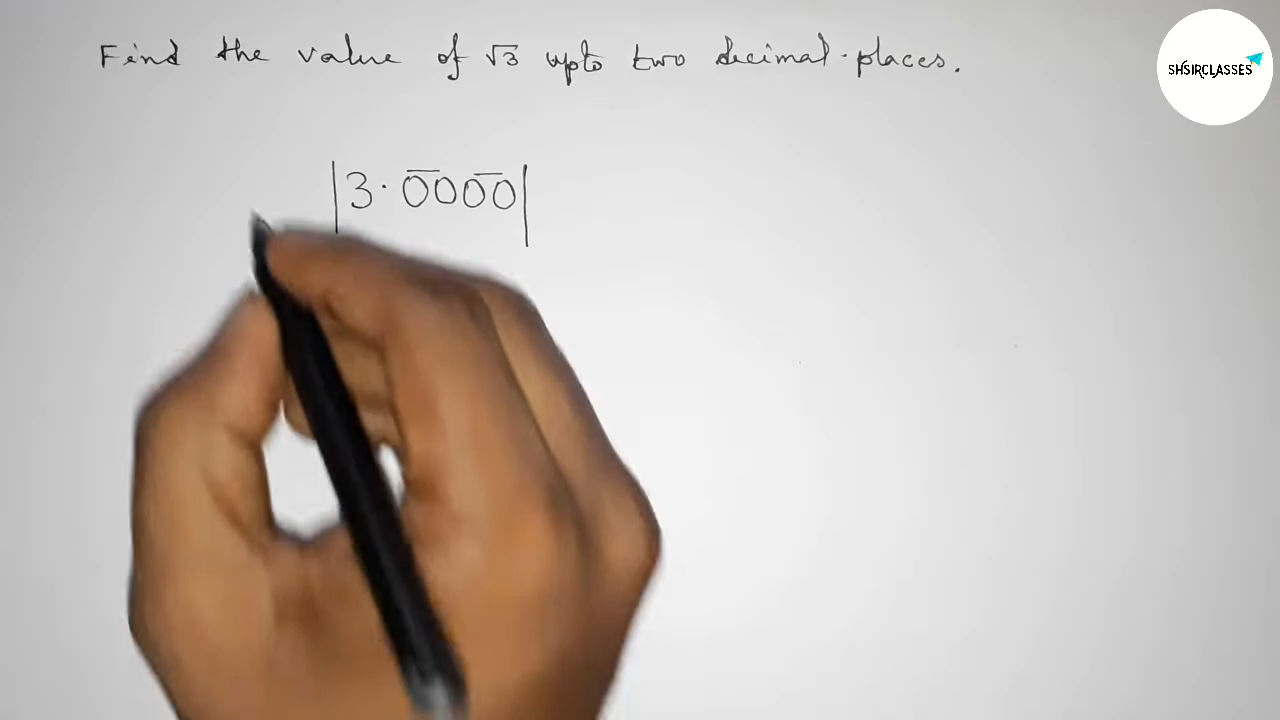 Find the value of √3 upto two decimal places.
SHSIRCLASSES
3.0000